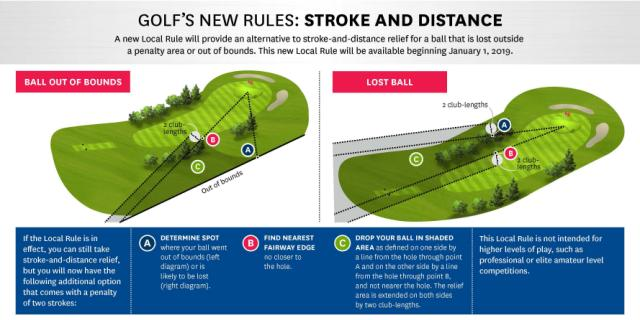 GOLF'S NEW RULES: STROKE AND DISTANCE
A new Local Rule will provide an alternative to stroke-and-distance relief for a ball that is lost outside
a penalty area or out of bounds. This new Local Rule will be available beginning January 1, 2019.
BALL OUT OF BOUNDS
2 club-
lengths
B
A
C
Out of bounds
LOST BALL
2 club-lengths
A
C
B
2 club-
lengths
If the Local Rule is in
effect, you can still take
stroke-and-distance relief,
but you will now have the
following additional option
that comes with a penalty
of two strokes:
A DETERMINE SPOT
where your ball went
out of bounds (left
diagram) or is
likely to be lost
(right diagram).
B FIND NEAREST
FAIRWAY EDGE
no closer to
the hole.
C DROP YOUR BALL IN SHADED
AREA as defined on one side by
a line from the hole through point
A and on the other side by a line
from the hole through point B,
and not nearer the hole. The relief
area is extended on both sides
by two club-lengths.
This Local Rule is not intended for
higher levels of play, such as
professional or elite amateur level
competitions.